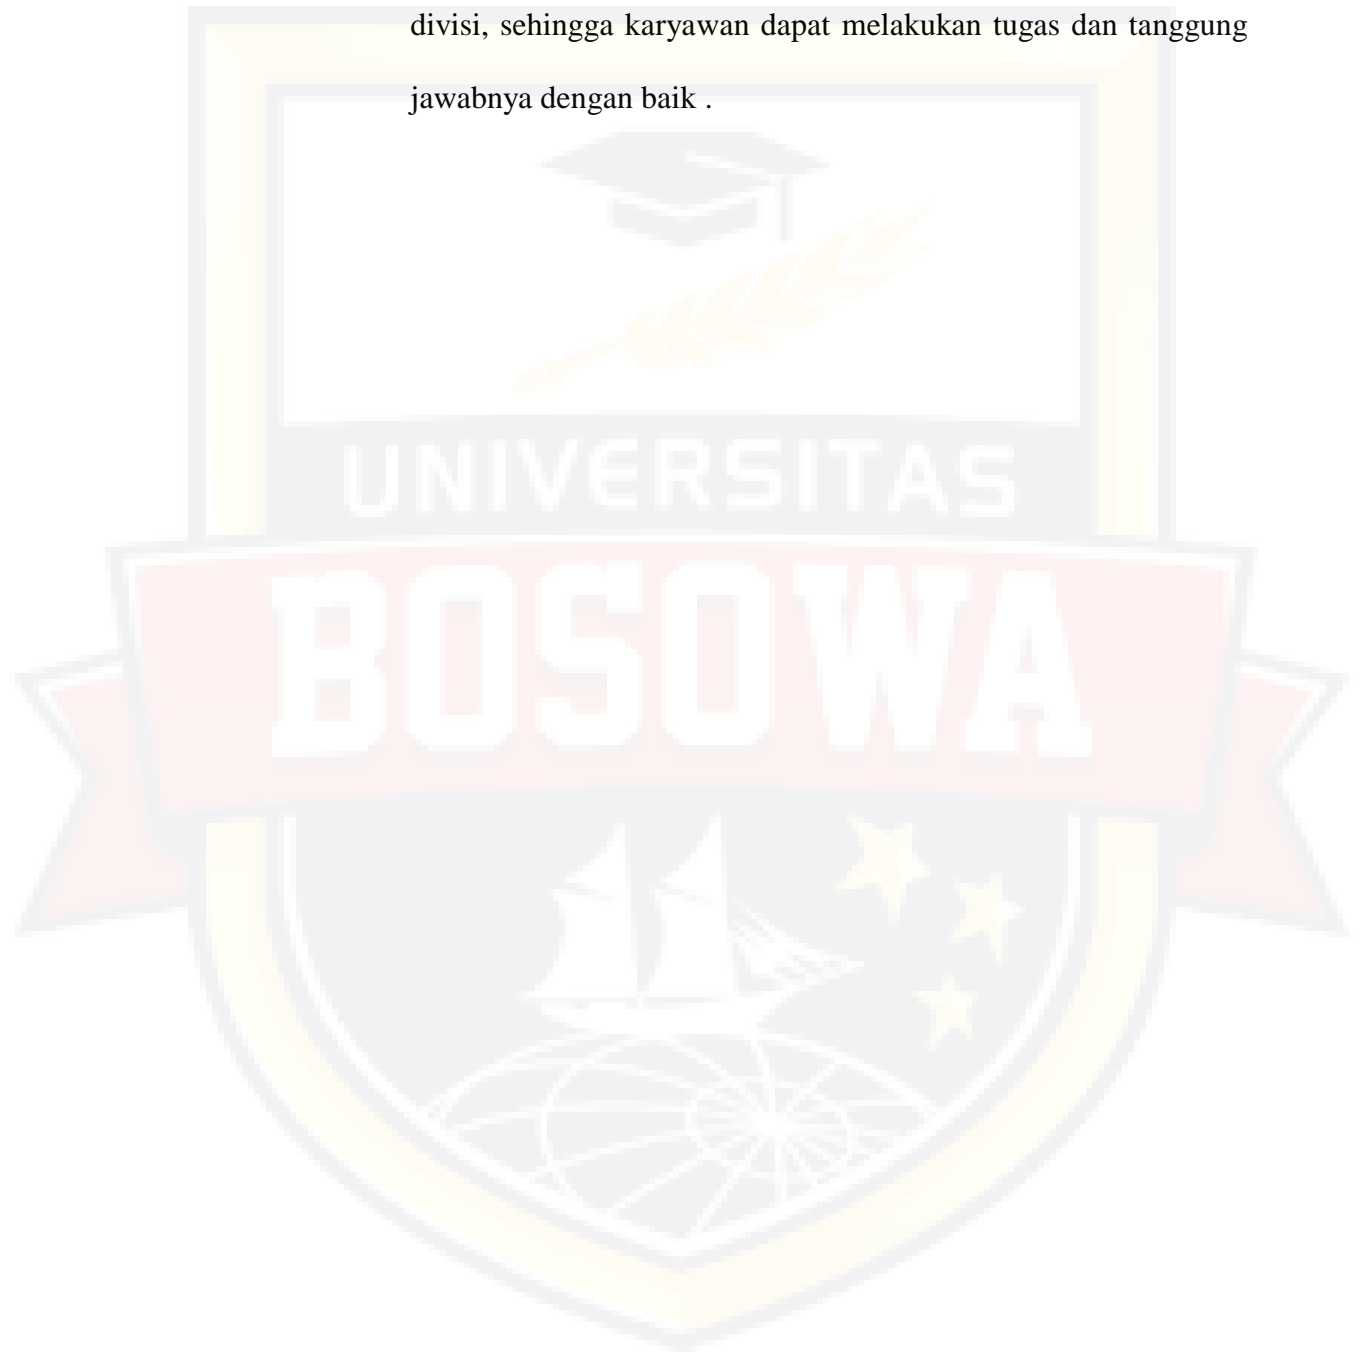 divisi, sehingga karyawan dapat melakukan tugas dan tanggung
jawabnya dengan baik .
UNIVERSITAS
BOSOWA